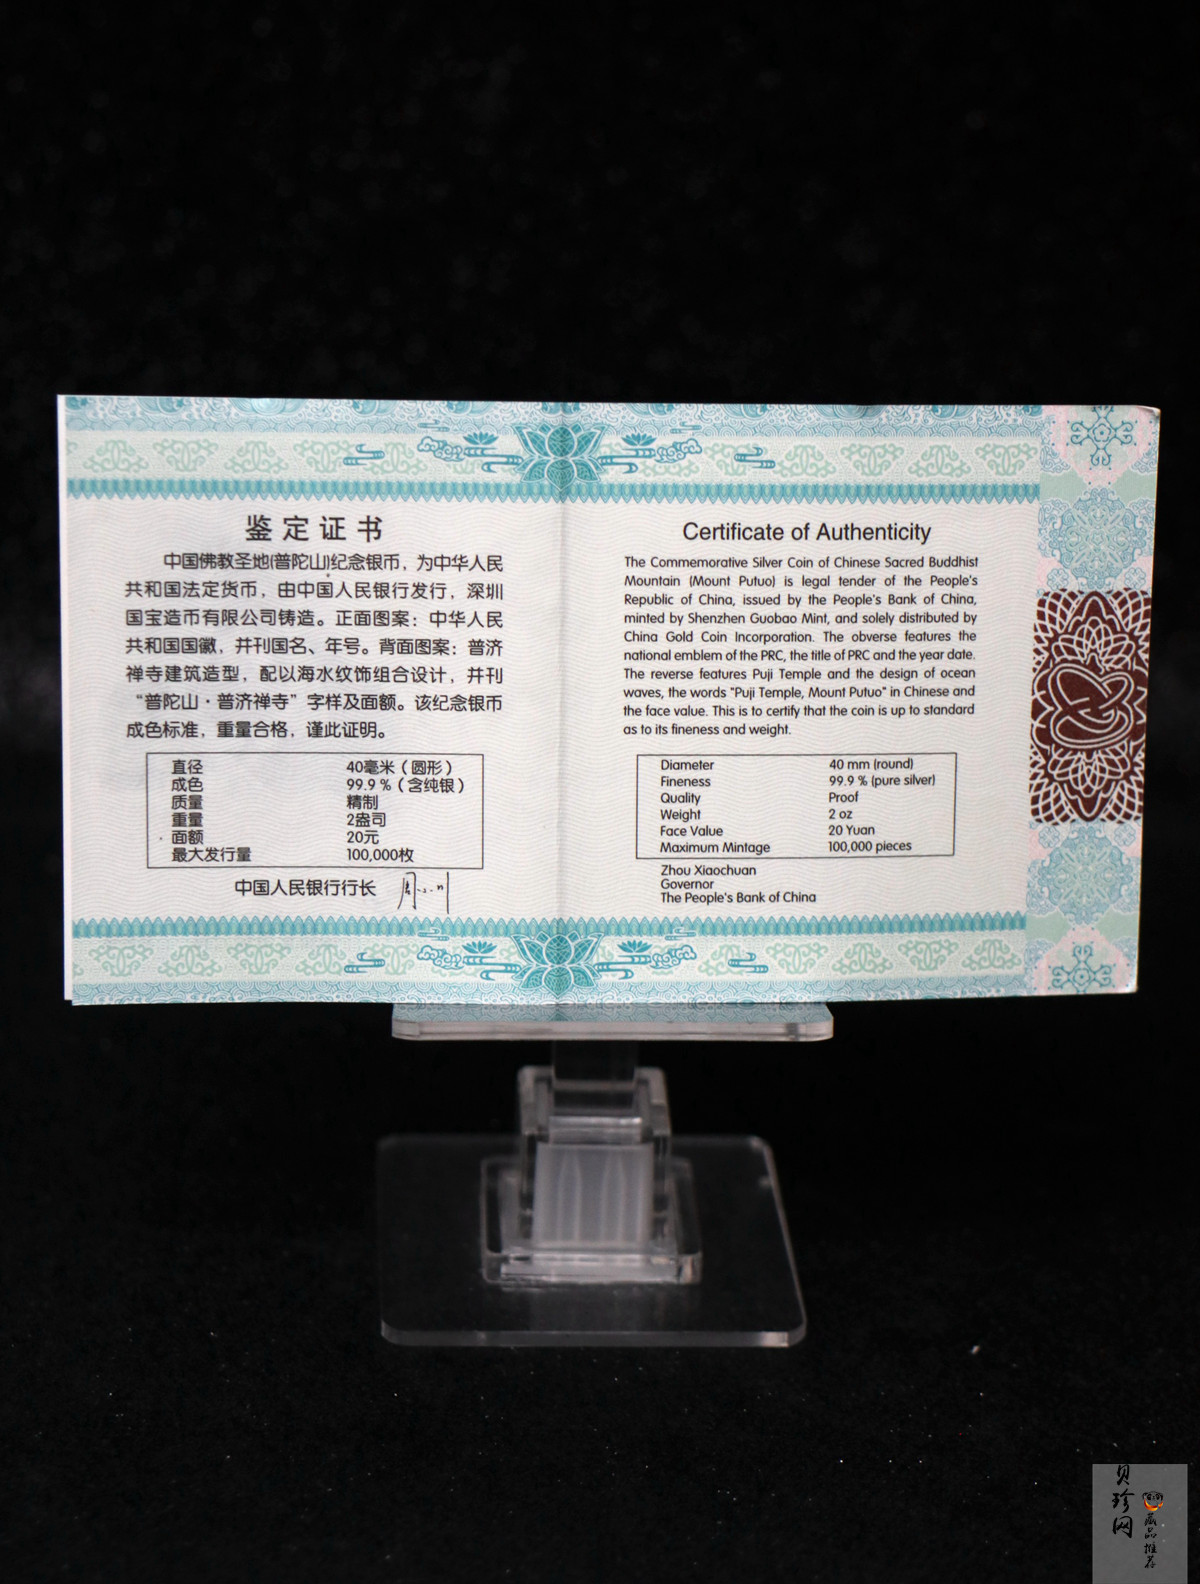 鉴定证书
中国佛教圣地(普陀山)纪念银币，为中华人民
共和国法定货币，由中国人民银行发行，深圳
国宝造币有限公司铸造。正面图案：中华人民
共和国国徽，并刊国名、年号。背面图案：普济
禅寺建筑造型，配以海水纹饰组合设计，并刊
“普陀山·普济禅寺”字样及面额。该纪念银币
成色标准，重量合格，谨此证明。
直径 40毫米（圆形）
成色 99.9 %（含纯银）
质量 精制
重量 2盎司
面额 20元
最大发行量 100,000枚
中国人民银行行长
Certificate of Authenticity
The Commemorative Silver Coin of Chinese Sacred Buddhist
Mountain (Mount Putuo) is legal tender of the People's
Republic of China, issued by the People's Bank of China,
minted by Shenzhen Guobao Mint, and solely distributed by
China Gold Coin Incorporation. The obverse features the
national emblem of the PRC, the title of PRC and the year date.
The reverse features Puji Temple and the design of ocean
waves, the words "Puji Temple, Mount Putuo" in Chinese and
the face value. This is to certify that the coin is up to standard
as to its fineness and weight.
Diameter 40 mm (round)
Fineness 99.9 % (pure silver)
Quality Proof
Weight 2 oz
Face Value 20 Yuan
Maximum Mintage 100,000 pieces
Zhou Xiaochuan
Governor
The People's Bank of China
贝珍网
藏品推荐